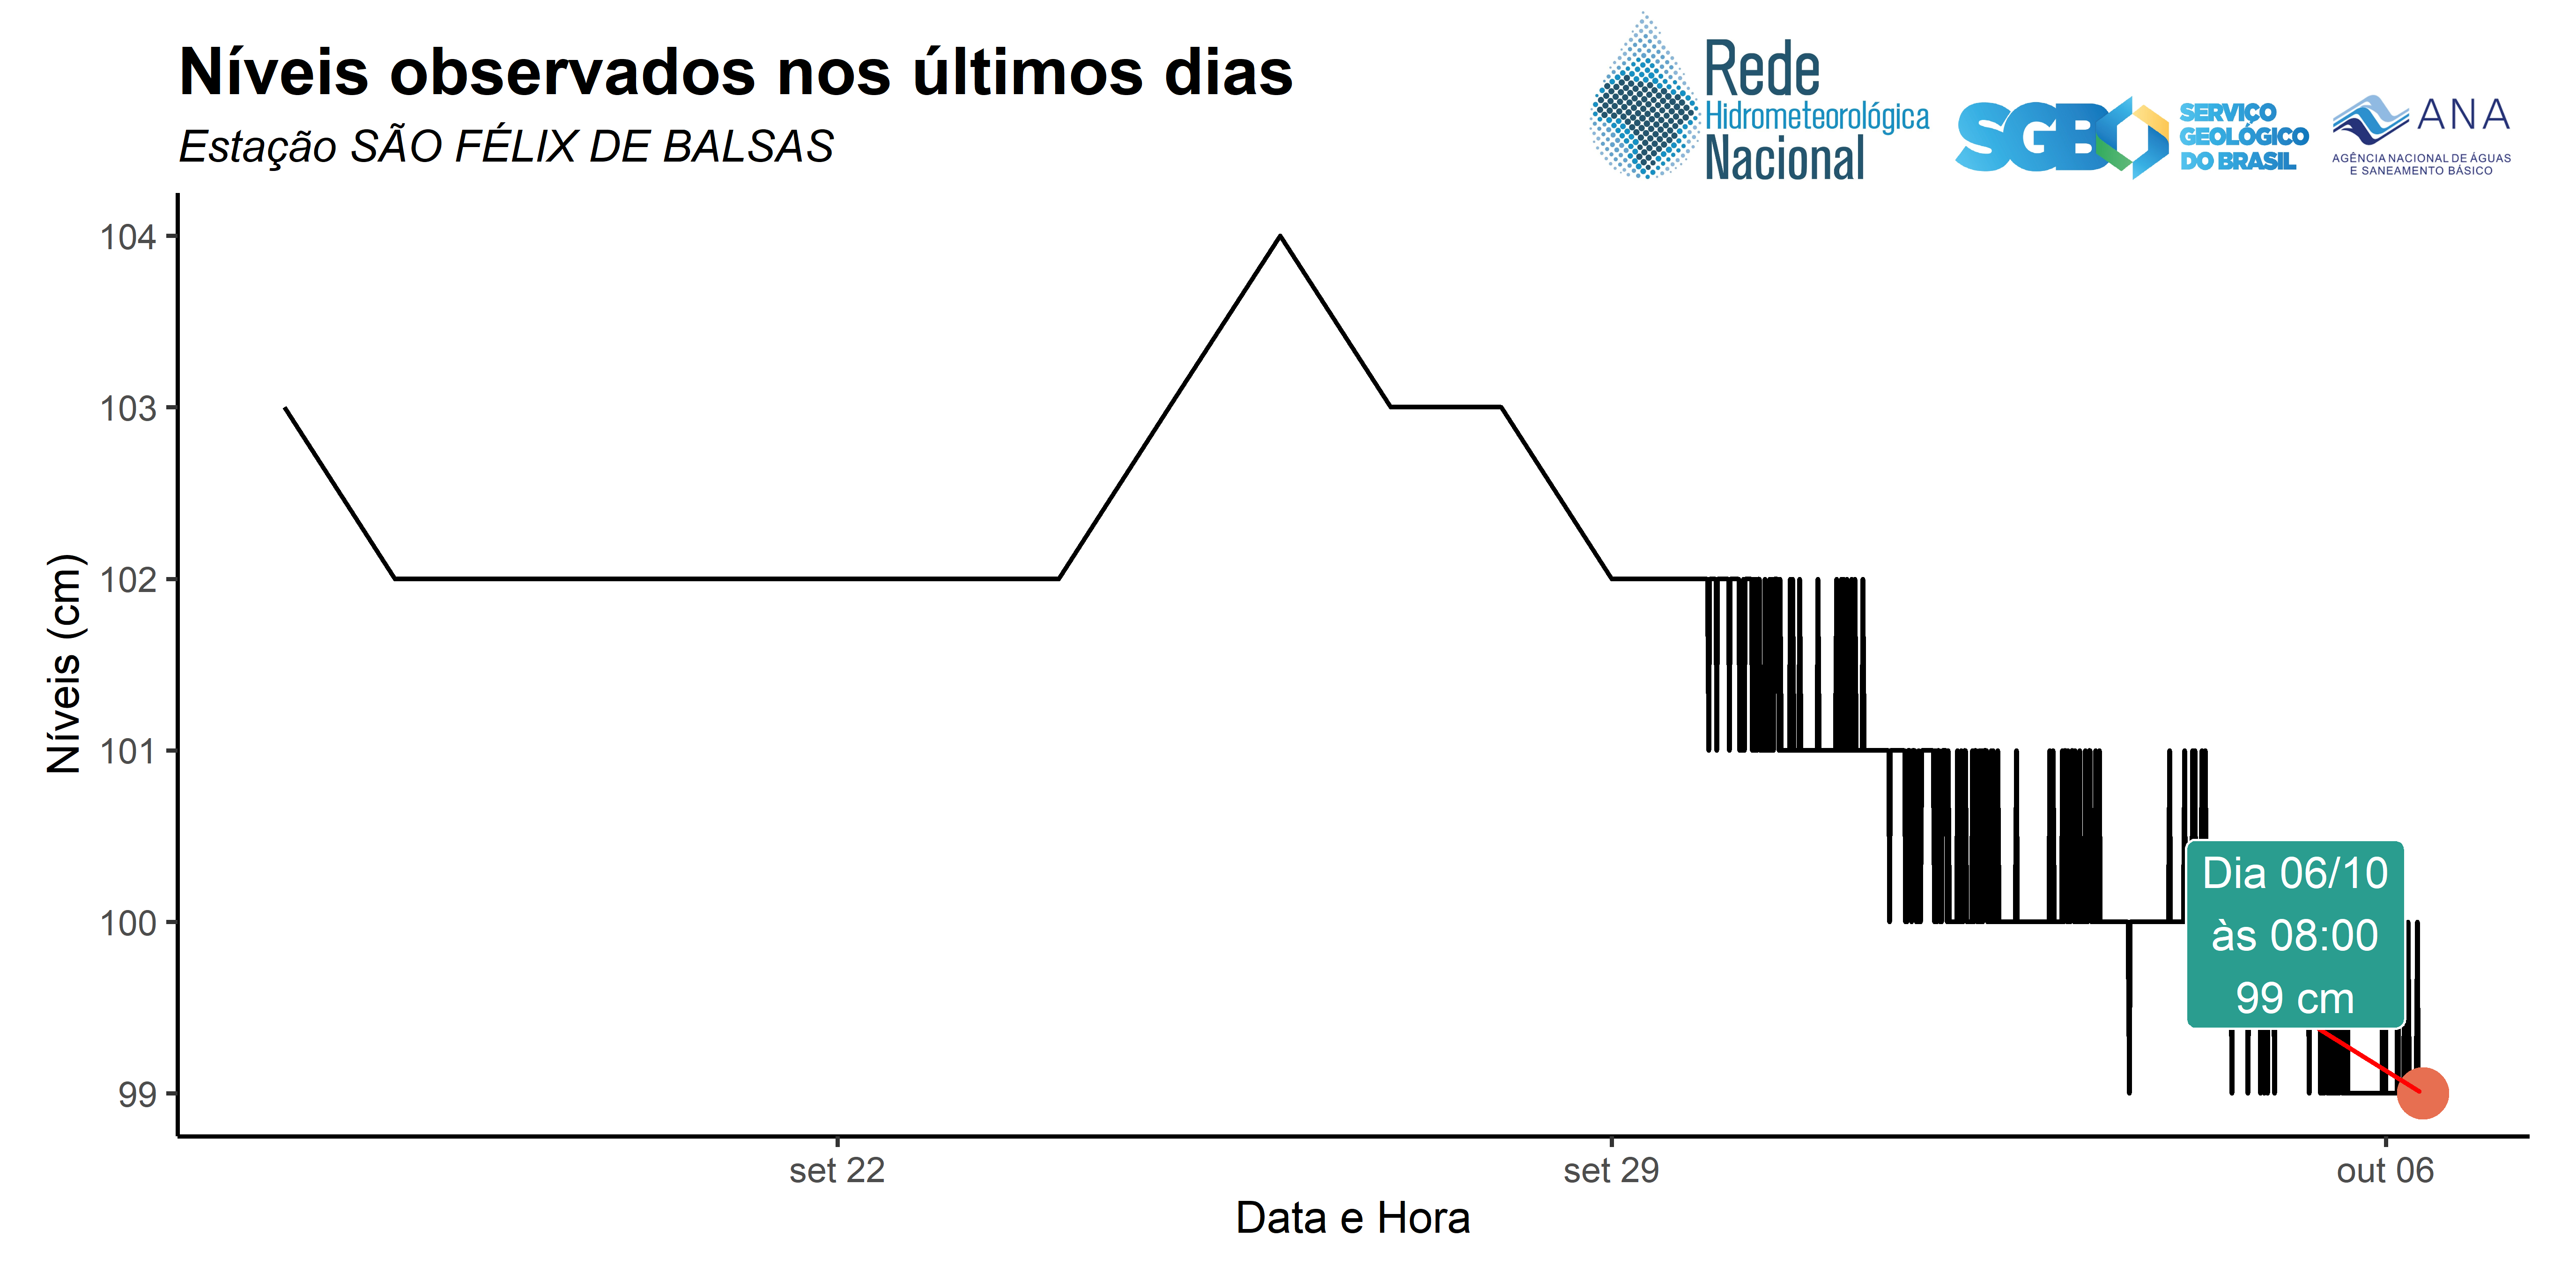 Níveis observados nos últimos dias
Estação SÃO FÉLIX DE BALSAS
Rede
Hidrometeorológica
Nacional
SGB
SERVIÇO
GEOLÓGICO
DO BRASIL
ANA
AGÊNCIA NACIONAL DE ÁGUAS
E SANEAMENTO BÁSICO
Níveis (cm)
104
103
102
101
100
99
Dia 06/10
às 08:00
99 cm
set 22
set 29
out 06
Data e Hora